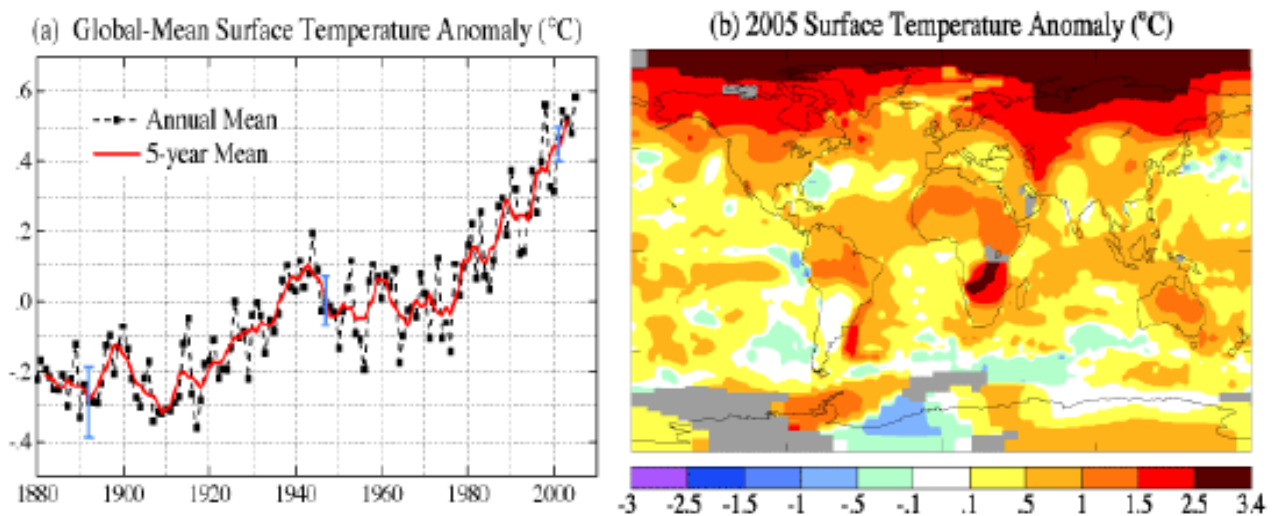 (a) Global-Mean Surface Temperature Anomaly (°C)
.6
.4
.2
.0
-.2
-.4
Annual Mean
5-year Mean
1880 1900 1920 1940 1960 1980 2000
(b) 2005 Surface Temperature Anomaly (°C)
-3 -2.5 -1.5 -1 -.5 -.1 .1 .5 1 1.5 2.5 3.4